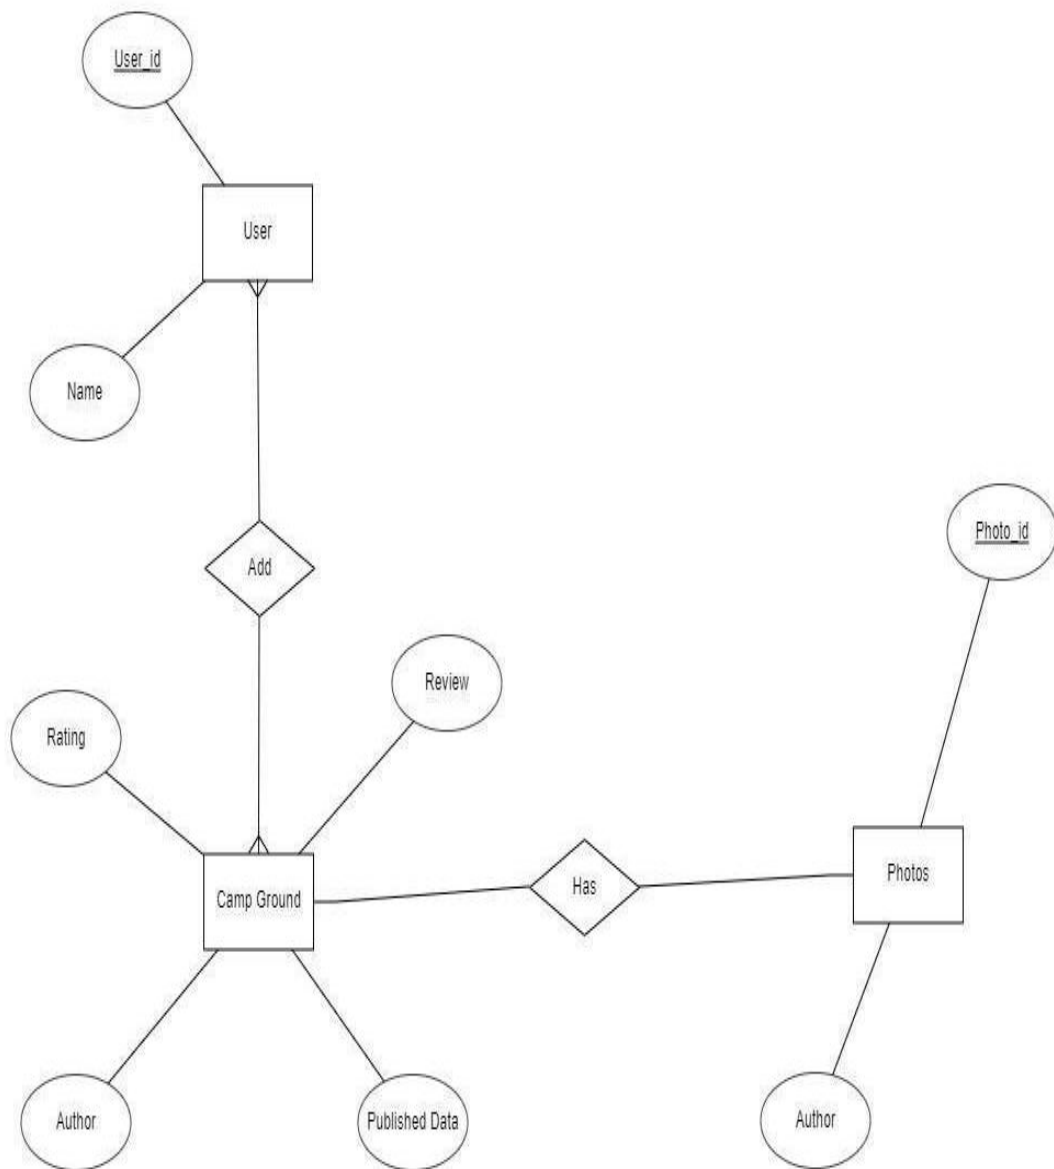 User_id
User
Name
Add
Photo_id
Review
Rating
Camp Ground
Has
Photos
Author
Published Data
Author